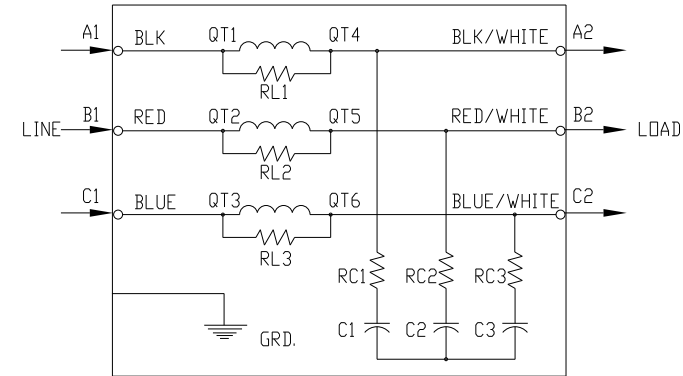 A1 BLK QT1 QT4 BLK/WHITE A2
RL1
LINE B1 RED QT2 QT5 RED/WHITE B2 LOAD
RL2
C1 BLUE QT3 QT6 BLUE/WHITE C2
RL3
RC1 RC2 RC3
C1 C2 C3
GRD.